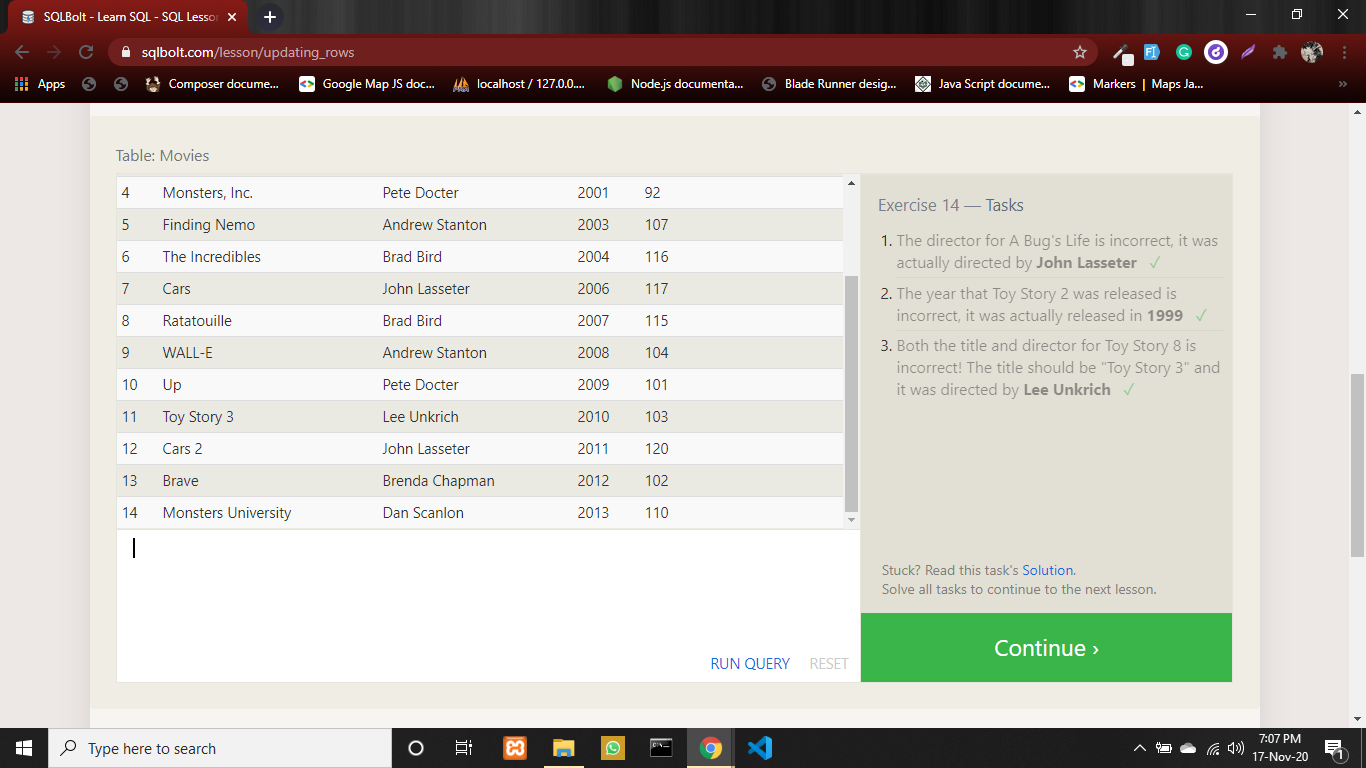 SQLBolt - Learn SQL - SQL Lesso
sqlbolt.com/lesson/updating_rows
Apps Composer docume... Google Map JS doc... localhost / 127.0.0.... Node.js documenta... Blade Runner desig... Java Script docume... Markers | Maps Ja... »
Table: Movies
4 Monsters, Inc. Pete Docter 2001 92
5 Finding Nemo Andrew Stanton 2003 107
6 The Incredibles Brad Bird 2004 116
7 Cars John Lasseter 2006 117
8 Ratatouille Brad Bird 2007 115
9 WALL-E Andrew Stanton 2008 104
10 Up Pete Docter 2009 101
11 Toy Story 3 Lee Unkrich 2010 103
12 Cars 2 John Lasseter 2011 120
13 Brave Brenda Chapman 2012 102
14 Monsters University Dan Scanlon 2013 110
RUN QUERY RESET
Exercise 14 — Tasks
1. The director for A Bug's Life is incorrect, it was
actually directed by John Lasseter ✓
2. The year that Toy Story 2 was released is
incorrect, it was actually released in 1999 ✓
3. Both the title and director for Toy Story 8 is
incorrect! The title should be "Toy Story 3" and
it was directed by Lee Unkrich ✓
Stuck? Read this task's Solution.
Solve all tasks to continue to the next lesson.
Continue ›
Type here to search
7:07 PM
17-Nov-20
1